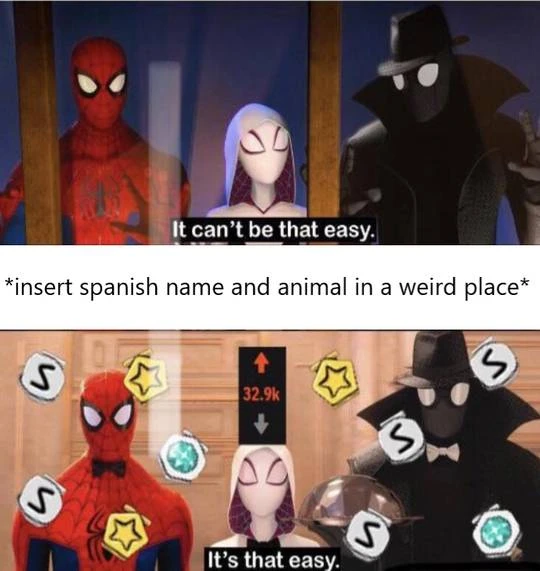 It can't be that easy.
*insert spanish name and animal in a weird place*
S
S
32.9k
S
S
S
It's that easy.